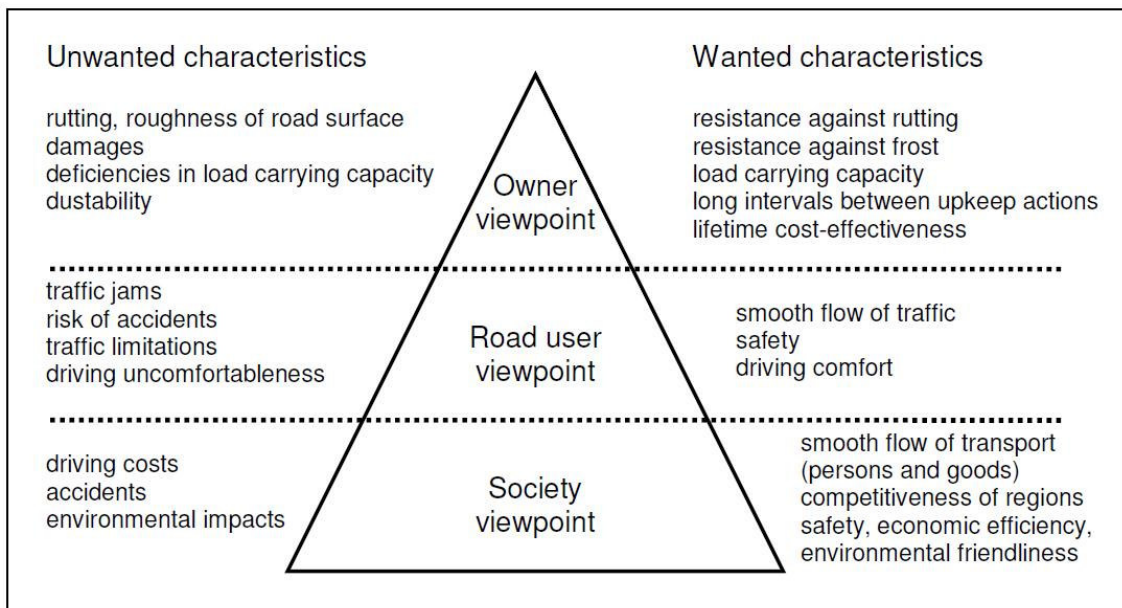 Unwanted characteristics
Wanted characteristics
rutting, roughness of road surface
damages
deficiencies in load carrying capacity
dustability
Owner
viewpoint
resistance against rutting
resistance against frost
load carrying capacity
long intervals between upkeep actions
lifetime cost-effectiveness
traffic jams
risk of accidents
traffic limitations
driving uncomfortableness
Road user
viewpoint
smooth flow of traffic
safety
driving comfort
driving costs
accidents
environmental impacts
Society
viewpoint
smooth flow of transport
(persons and goods)
competitiveness of regions
safety, economic efficiency,
environmental friendliness